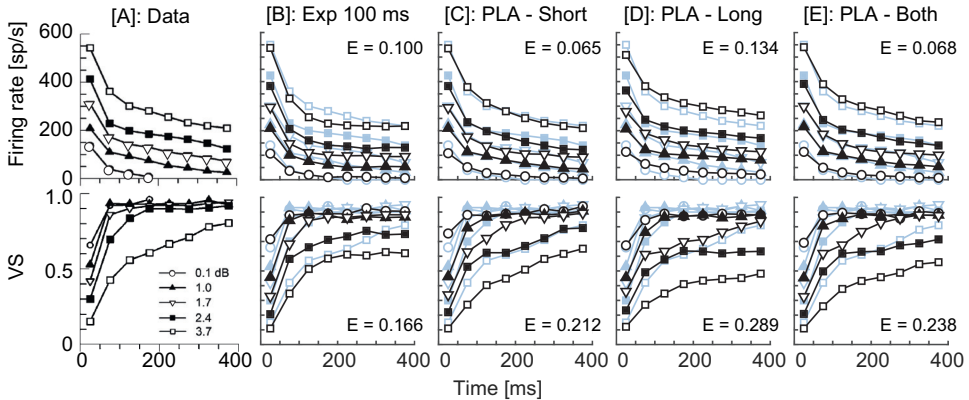 [A]: Data
[B]: Exp 100 ms
[C]: PLA - Short
[D]: PLA - Long
[E]: PLA - Both
Firing rate [sp/s]
600
400
200
0
E = 0.100
E = 0.065
E = 0.134
E = 0.068
VS
1.0
0.5
0
0.1 dB
1.0
1.7
2.4
3.7
E = 0.166
E = 0.212
E = 0.289
E = 0.238
0 200 400
0 200 400
0 200 400
0 200 400
0 200 400
Time [ms]